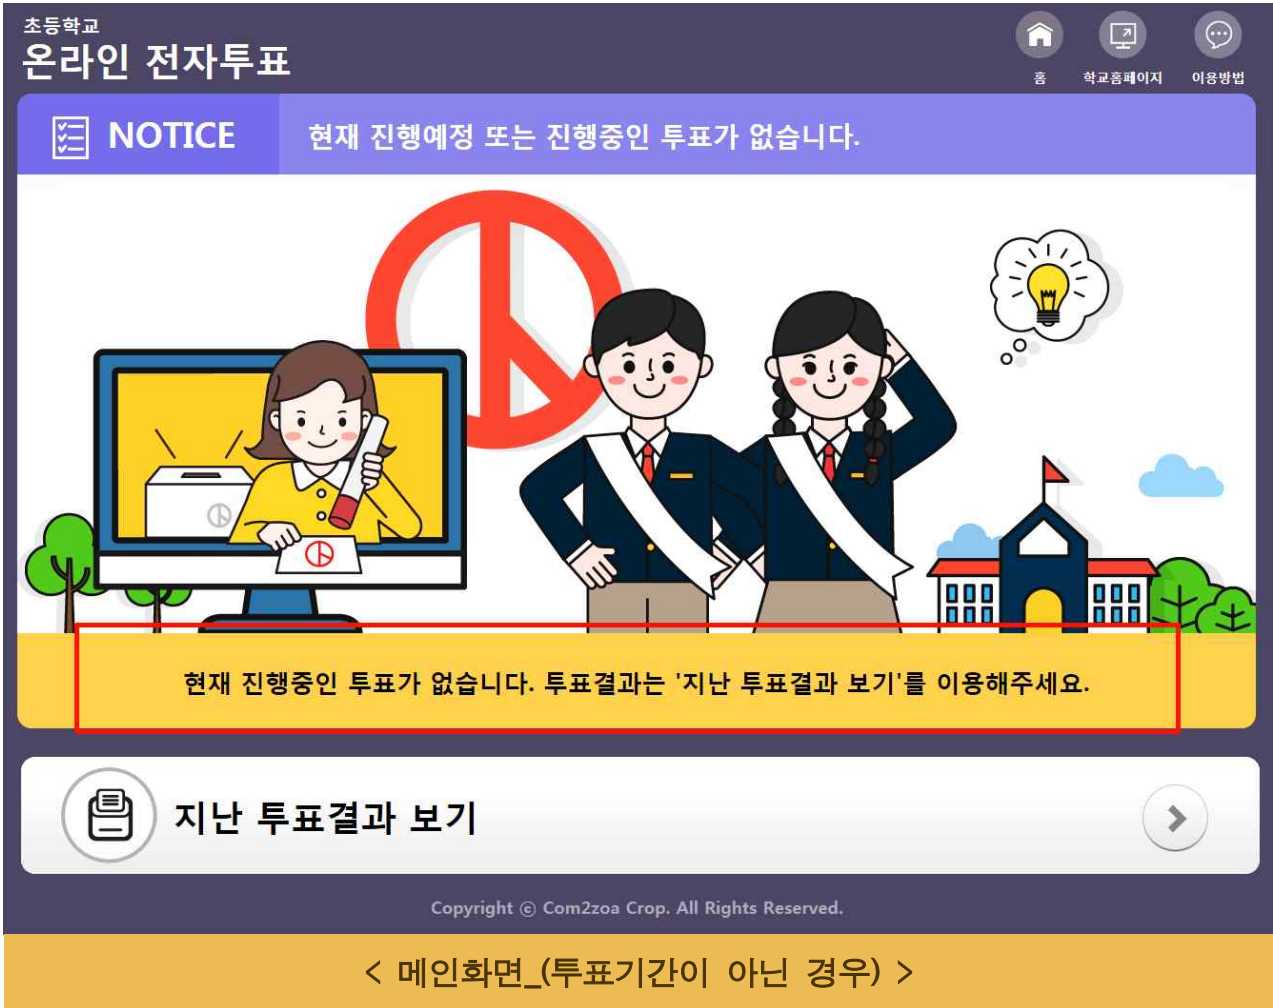 초등학교
온라인 전자투표
홈
학교홈페이지
이용방법
NOTICE
현재 진행예정 또는 진행중인 투표가 없습니다.
현재 진행중인 투표가 없습니다. 투표결과는 '지난 투표결과 보기'를 이용해주세요.
지난 투표결과 보기
Copyright ⓒ Com2zoa Crop. All Rights Reserved.
< 메인화면_(투표기간이 아닌 경우) >